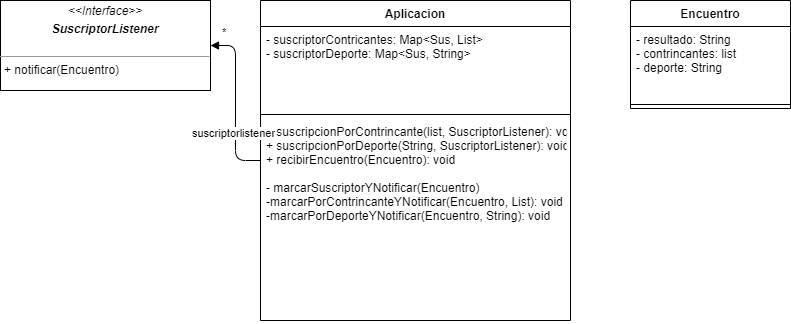 <<Interface>>
SuscriptorListener
+ notificar(Encuentro)
*
suscriptorlistener
Aplicacion
- suscriptorContricantes: Map<Sus, List>
- suscriptorDeporte: Map<Sus, String>
suscripcionPorContrincante(list, SuscriptorListener): vo
+ suscripcionPorDeporte(String, SuscriptorListener): void
+ recibirEncuentro(Encuentro): void
- marcarSuscriptorYNotificar(Encuentro)
-marcarPorContrincanteYNotificar(Encuentro, List): void
-marcarPorDeporteYNotificar(Encuentro, String): void
Encuentro
- resultado: String
- contrincantes: list
- deporte: String